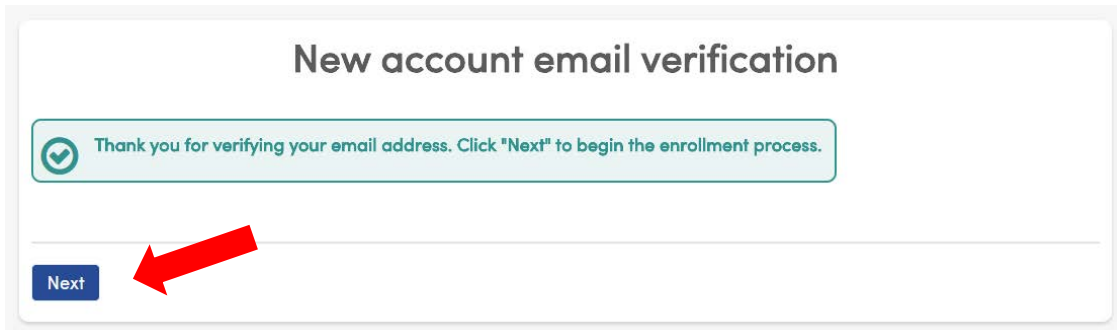 New account email verification
Thank you for verifying your email address. Click "Next" to begin the enrollment process.
Next